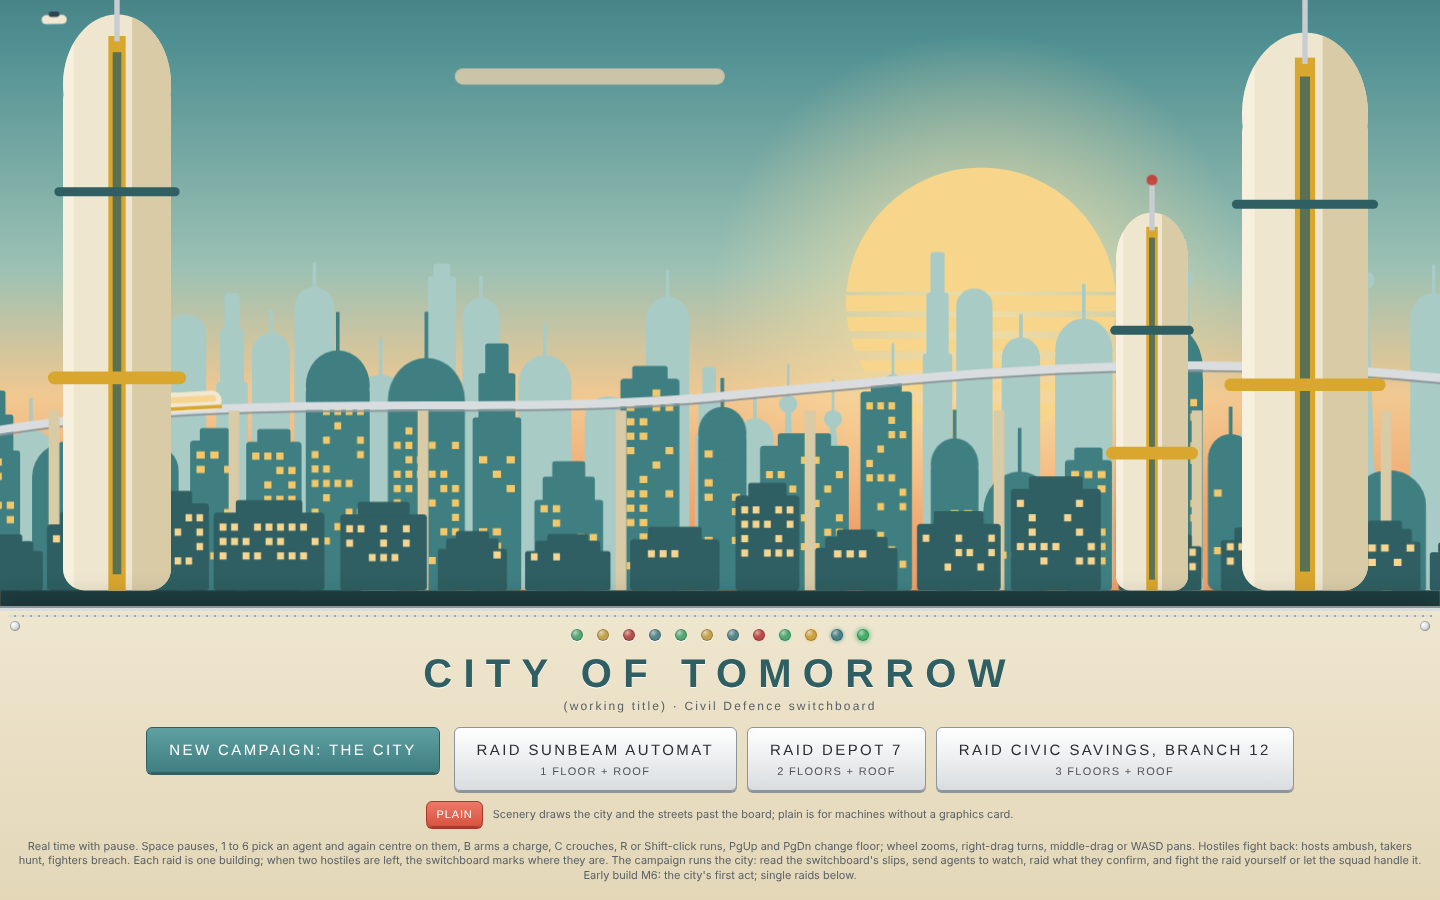 CITY OF TOMORROW
(working title) · Civil Defence switchboard
NEW CAMPAIGN: THE CITY
RAID SUNBEAM AUTOMAT
1 FLOOR + ROOF
RAID DEPOT 7
2 FLOORS + ROOF
RAID CIVIC SAVINGS, BRANCH 12
3 FLOORS + ROOF
PLAIN
Scenery draws the city and the streets past the board; plain is for machines without a graphics card.
Real time with pause. Space pauses, 1 to 6 pick an agent and again centre on them, B arms a charge, C crouches, R or Shift-click runs, PgUp and PgDn change floor; wheel zooms, right-drag turns, middle-drag or WASD pans. Hostiles fight back: hosts ambush, takers
hunt, fighters breach. Each raid is one building; when two hostiles are left, the switchboard marks where they are. The campaign runs the city: read the switchboard's slips, send agents to watch, raid what they confirm, and fight the raid yourself or let the squad handle it.
Early build M6: the city's first act; single raids below.